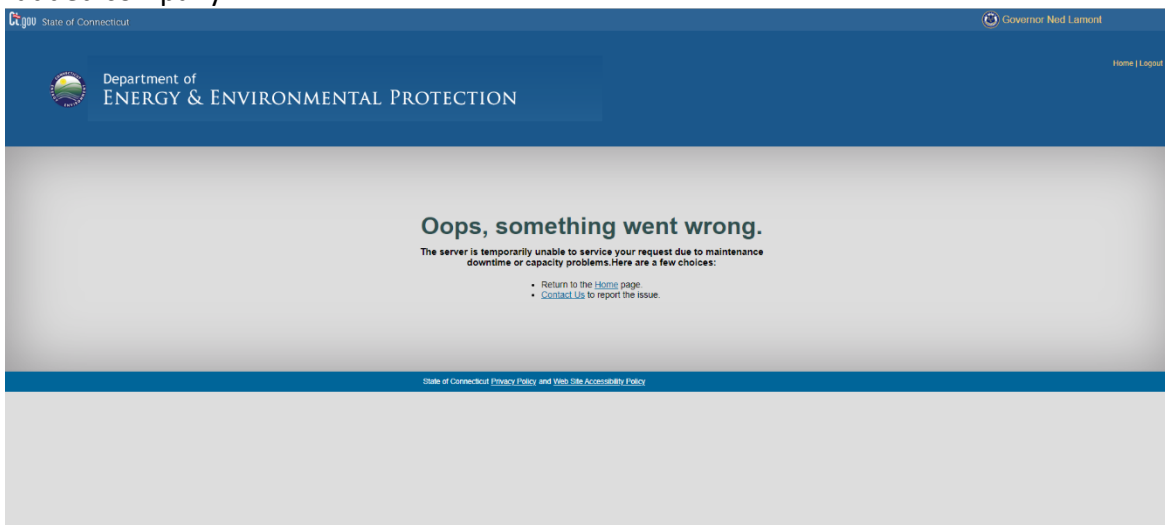 Ct.gov State of Connecticut
Governor Ned Lamont
Home | Logout
Department of
ENERGY & ENVIRONMENTAL PROTECTION
Oops, something went wrong.
The server is temporarily unable to service your request due to maintenance
downtime or capacity problems.Here are a few choices:
• Return to the Home page.
• Contact Us to report the issue.
State of Connecticut Privacy Policy and Web Site Accessibility Policy